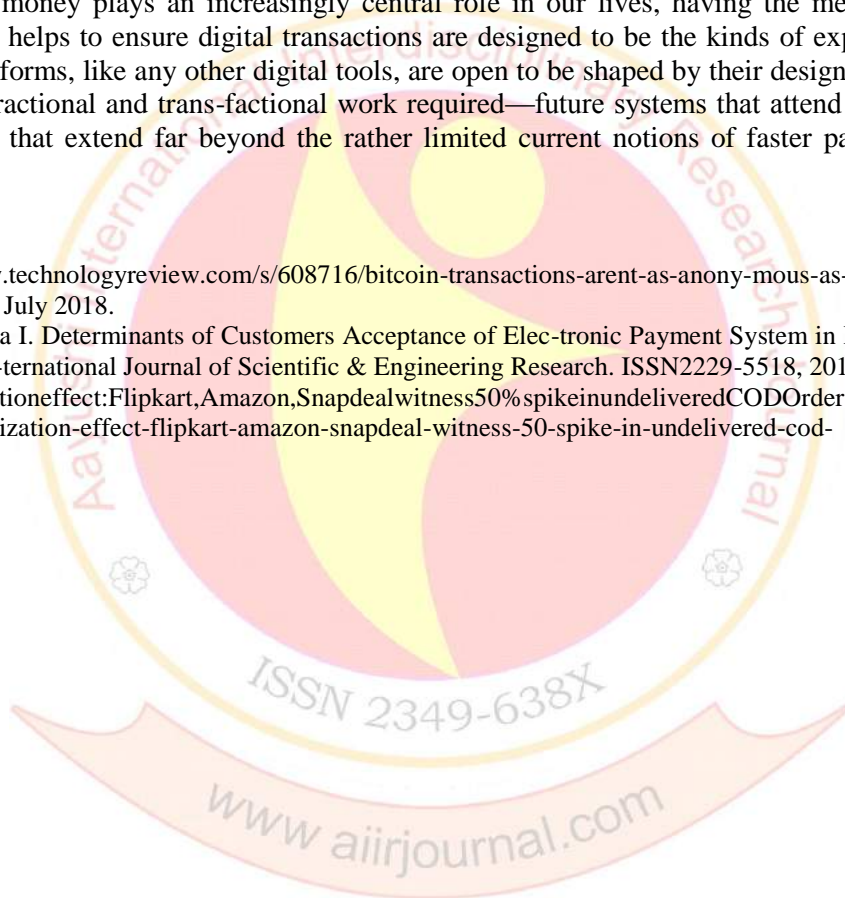 money plays an increasingly central role in our lives, having the me
helps to ensure digital transactions are designed to be the kinds of exp
forms, like any other digital tools, are open to be shaped by their design
ractional and trans-factional work required—future systems that attend
that extend far beyond the rather limited current notions of faster pa
.technologyreview.com/s/608716/bitcoin-transactions-arent-as-anony-mous-as-
July 2018.
a I. Determinants of Customers Acceptance of Elec-tronic Payment System in
-ternational Journal of Scientific & Engineering Research. ISSN2229-5518, 201
tioneffect:Flipkart,Amazon,Snapdealwitness50%spikeinundeliveredCODOrder
ization-effect-flipkart-amazon-snapdeal-witness-50-spike-in-undelivered-cod-
Aayushi International Interdisciplinary Research Journal
ISSN 2349-638X
www aiirjournal.com